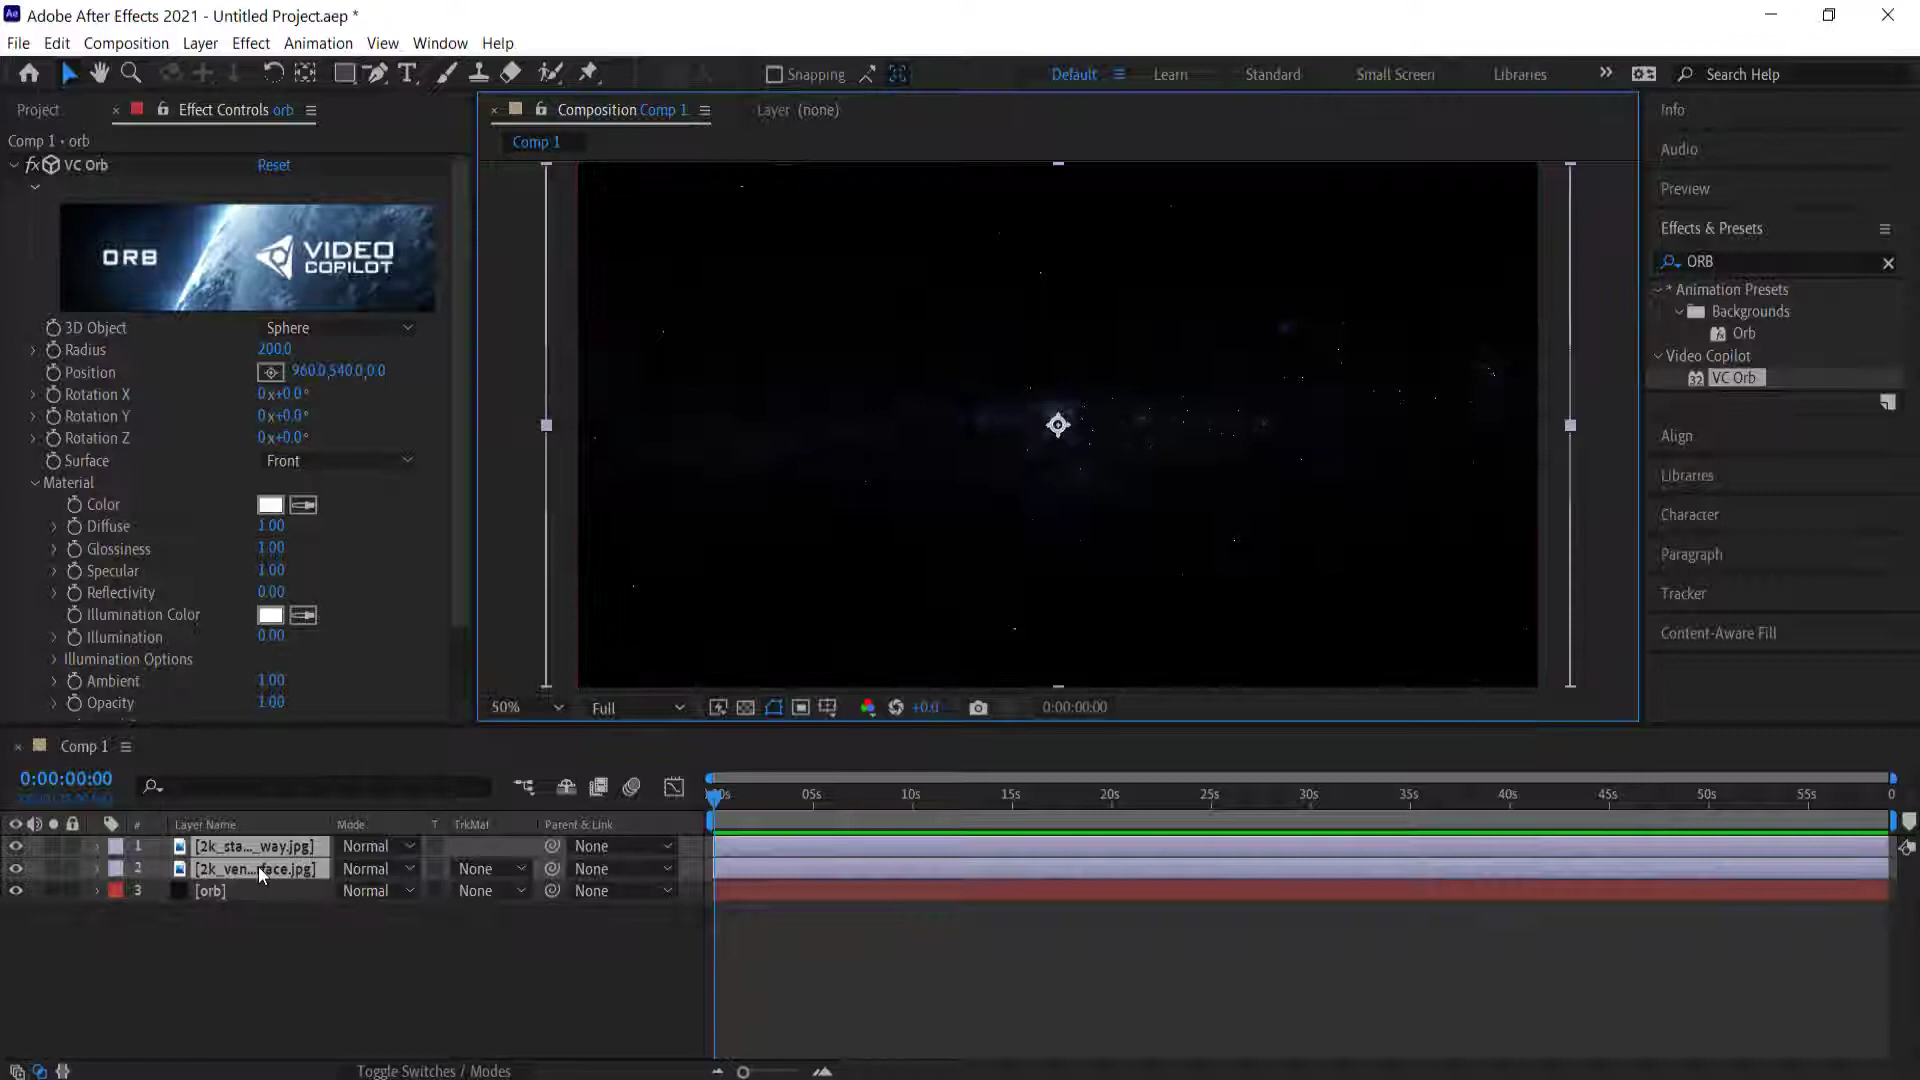 Adobe After Effects 2021 - Untitled Project.aep *
File Edit Composition Layer Effect Animation View Window Help
Snapping Default Learn Standard Small Screen Libraries Search Help
Project Effect Controls orb
Comp 1 • orb
fx VC Orb Reset
ORB VIDEO COPILOT
3D Object Sphere
Radius 200.0
Position 960.0,540.0,0.0
Rotation X 0x+0.0°
Rotation Y 0x+0.0°
Rotation Z 0x+0.0°
Surface Front
Material
Color
Diffuse 1.00
Glossiness 1.00
Specular 1.00
Reflectivity 0.00
Illumination Color
Illumination 0.00
Illumination Options
Ambient 1.00
Opacity 1.00
Composition Comp 1 Layer (none)
Comp 1
50% Full +0.0 0:00:00:00
Info
Audio
Preview
Effects & Presets
ORB
* Animation Presets
Backgrounds
Orb
Video Copilot
VC Orb
Align
Libraries
Character
Paragraph
Tracker
Content-Aware Fill
Comp 1
0:00:00:00
05s 10s 15s 20s 25s 30s 35s 40s 45s 50s 55s
# Layer Name Mode T TrkMat Parent & Link
1 [2k_sta..._way.jpg] Normal None
2 [2k_ven...face.jpg] Normal None None
3 [orb] Normal None None
Toggle Switches / Modes